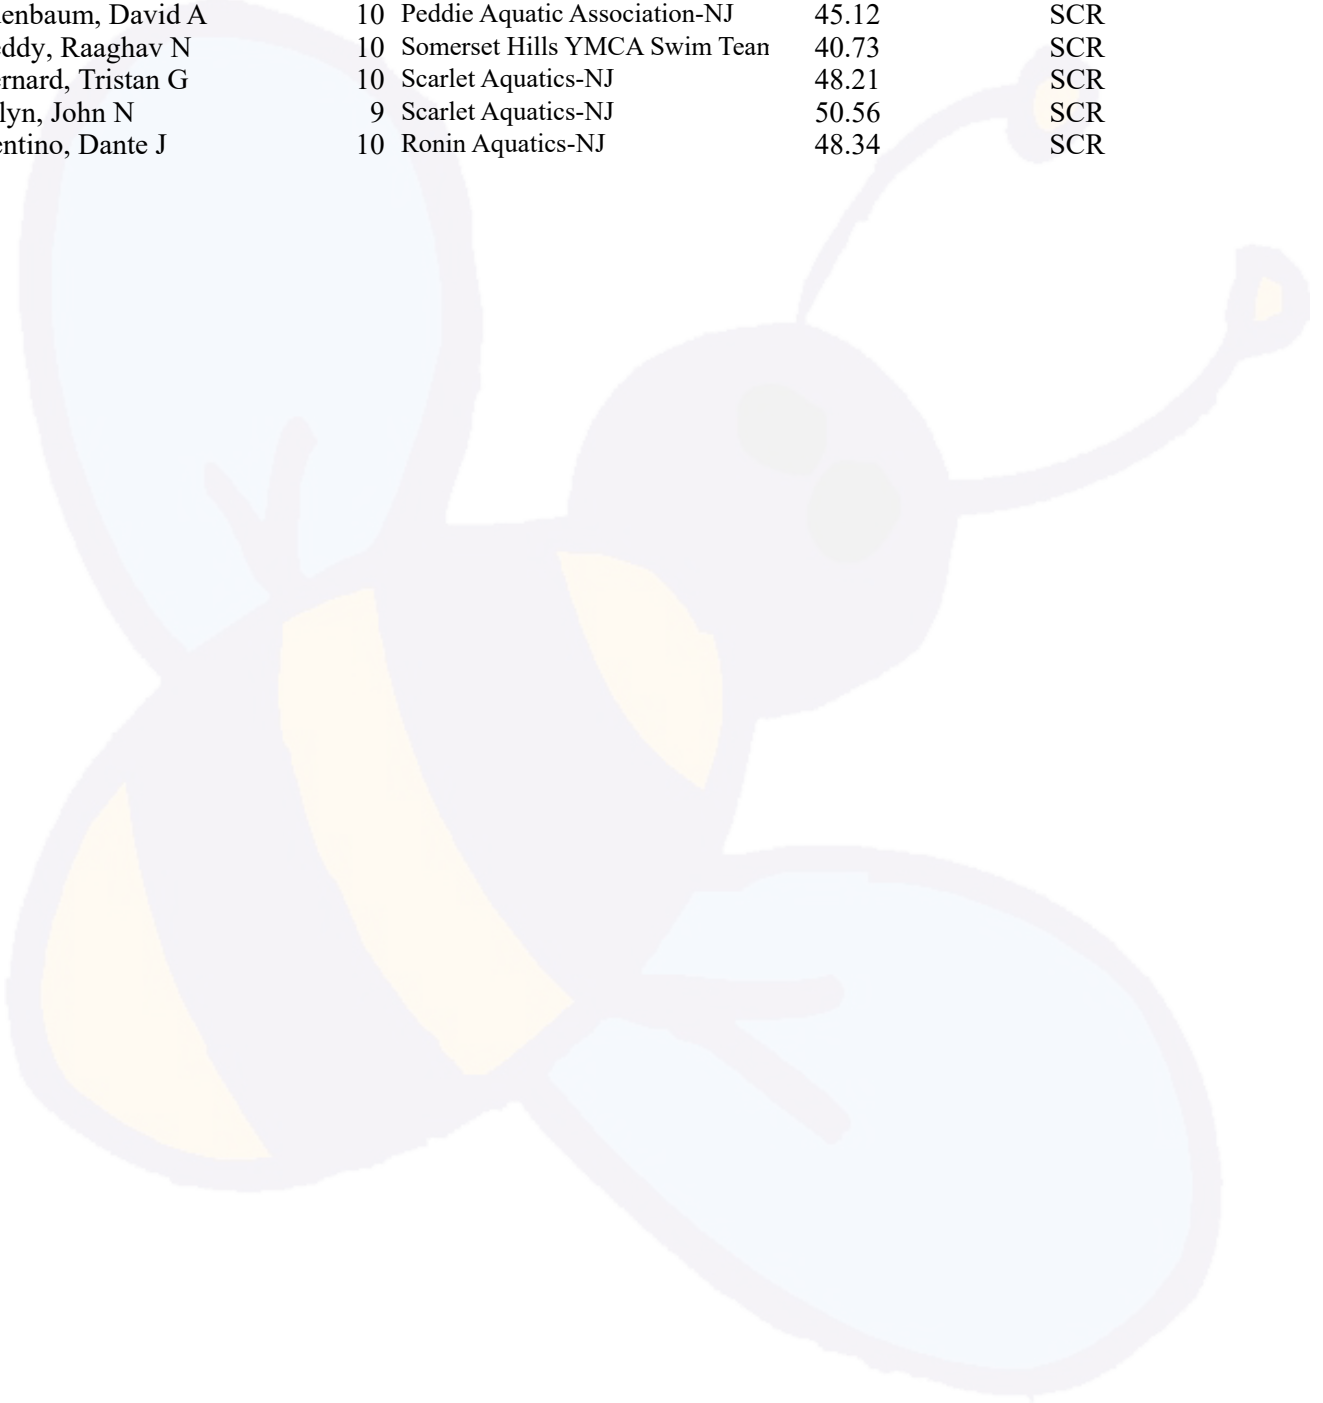 enbaum, David A 10 Peddie Aquatic Association-NJ 45.12 SCR
eddy, Raaghav N 10 Somerset Hills YMCA Swim Tean 40.73 SCR
ernard, Tristan G 10 Scarlet Aquatics-NJ 48.21 SCR
lyn, John N 9 Scarlet Aquatics-NJ 50.56 SCR
entino, Dante J 10 Ronin Aquatics-NJ 48.34 SCR